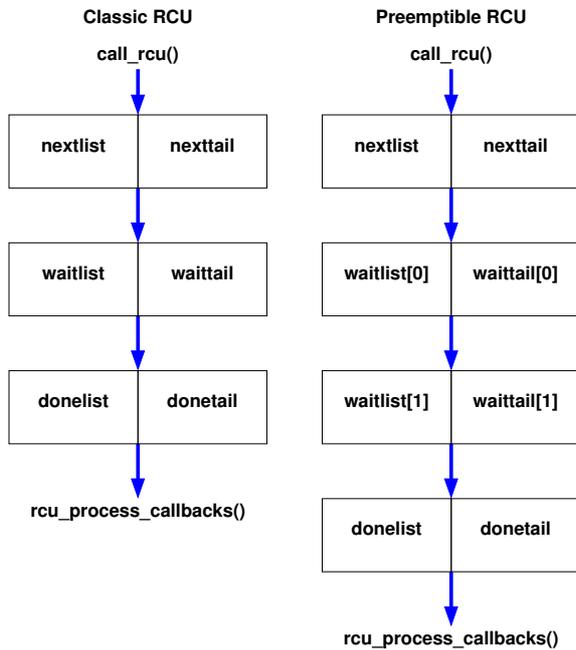 Classic RCU
call_rcu()
nextlist nexttail
waitlist waittail
donelist donetail
rcu_process_callbacks()
Preemptible RCU
call_rcu()
nextlist nexttail
waitlist[0] waittail[0]
waitlist[1] waittail[1]
donelist donetail
rcu_process_callbacks()